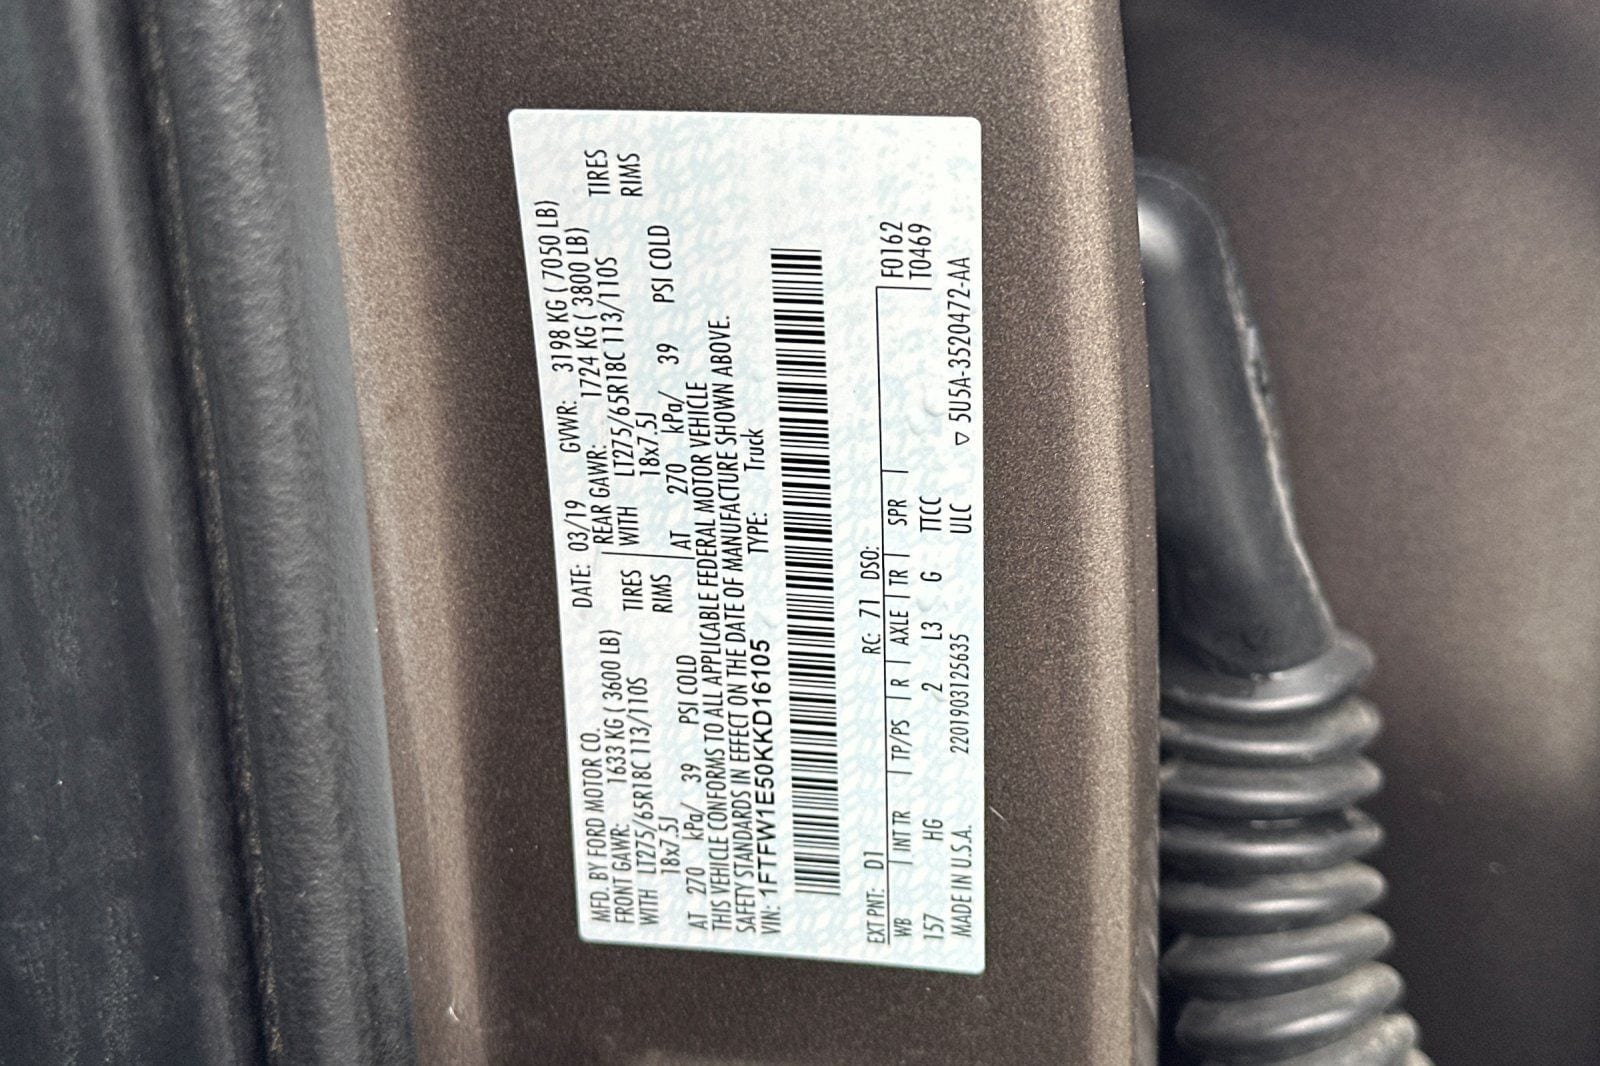 MFD. BY FORD MOTOR CO.
DATE: 03/19 GVWR: 3198 KG ( 7050 LB)
FRONT GAWR: 1633 KG ( 3600 LB)
REAR GAWR: 1724 KG ( 3800 LB)
WITH LT275/65R18C 113/110S TIRES
WITH LT275/65R18C 113/110S TIRES
18x7.5J RIMS
18x7.5J RIMS
AT 270 kPa/ 39 PSI COLD
AT 270 kPa/ 39 PSI COLD
THIS VEHICLE CONFORMS TO ALL APPLICABLE FEDERAL MOTOR VEHICLE
SAFETY STANDARDS IN EFFECT ON THE DATE OF MANUFACTURE SHOWN ABOVE.
VIN: 1FTFW1E50KKD16105 TYPE: Truck
EXT PNT: D1 RC: 71 DSO: F0162
WB INT TR TP/PS R AXLE TR SPR T0469
157 HG 2 L3 G TTCC
MADE IN U.S.A. 2201903125635 ULC ▽ 5U5A-3520472-AA